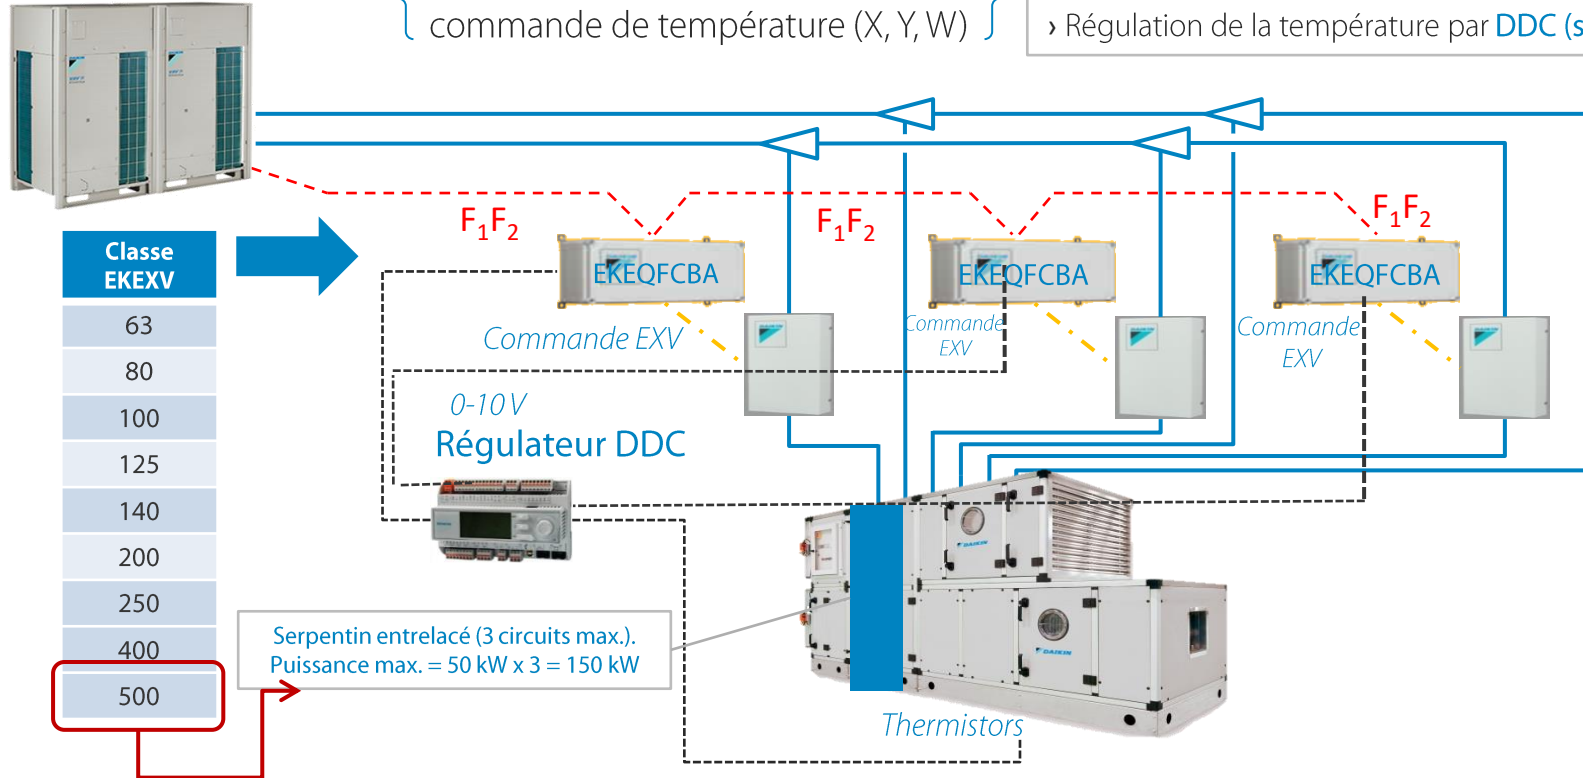 commande de température (X, Y, W)
› Régulation de la température par DDC (s
F1F2
F1F2
F1F2
Classe
EKEXV
63
80
100
125
140
200
250
400
500
EKEQFCBA
EKEQFCBA
EKEQFCBA
Commande EXV
Commande
EXV
Commande
EXV
0-10 V
Régulateur DDC
Serpentin entrelacé (3 circuits max.).
Puissance max. = 50 kW x 3 = 150 kW
DAIKIN
DAIKIN
Thermistors